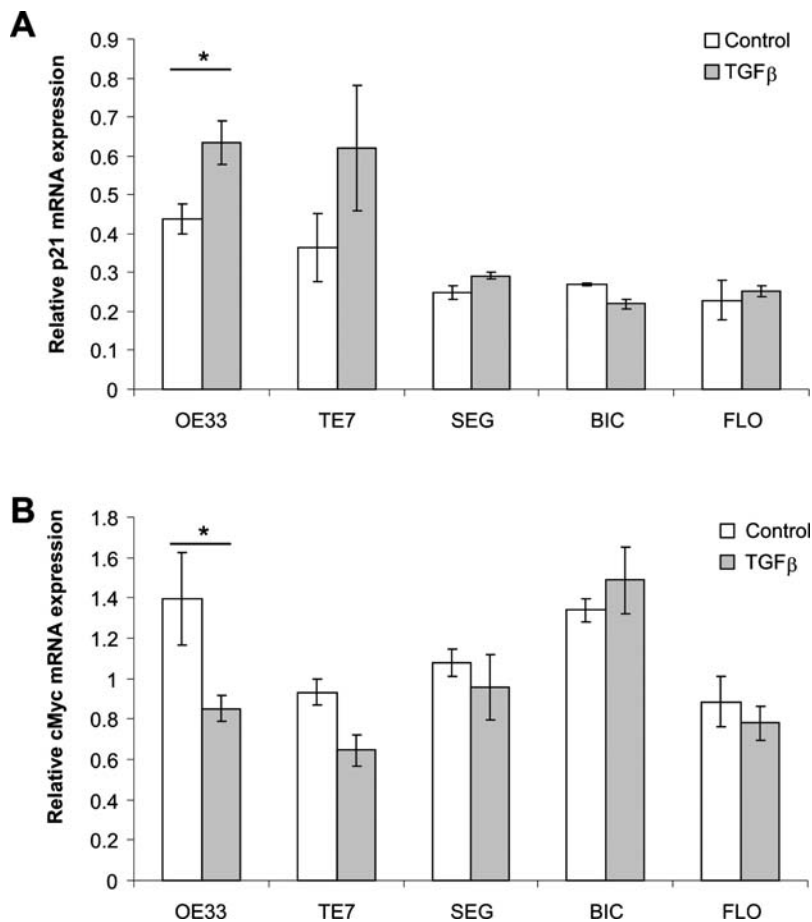 A
Relative p21 mRNA expression
0.9
0.8
0.7
0.6
0.5
0.4
0.3
0.2
0.1
0
*
Control
TGFβ
OE33 TE7 SEG BIC FLO
B
Relative cMyc mRNA expression
1.8
1.6
1.4
1.2
1
0.8
0.6
0.4
0.2
0
*
Control
TGFβ
OE33 TE7 SEG BIC FLO